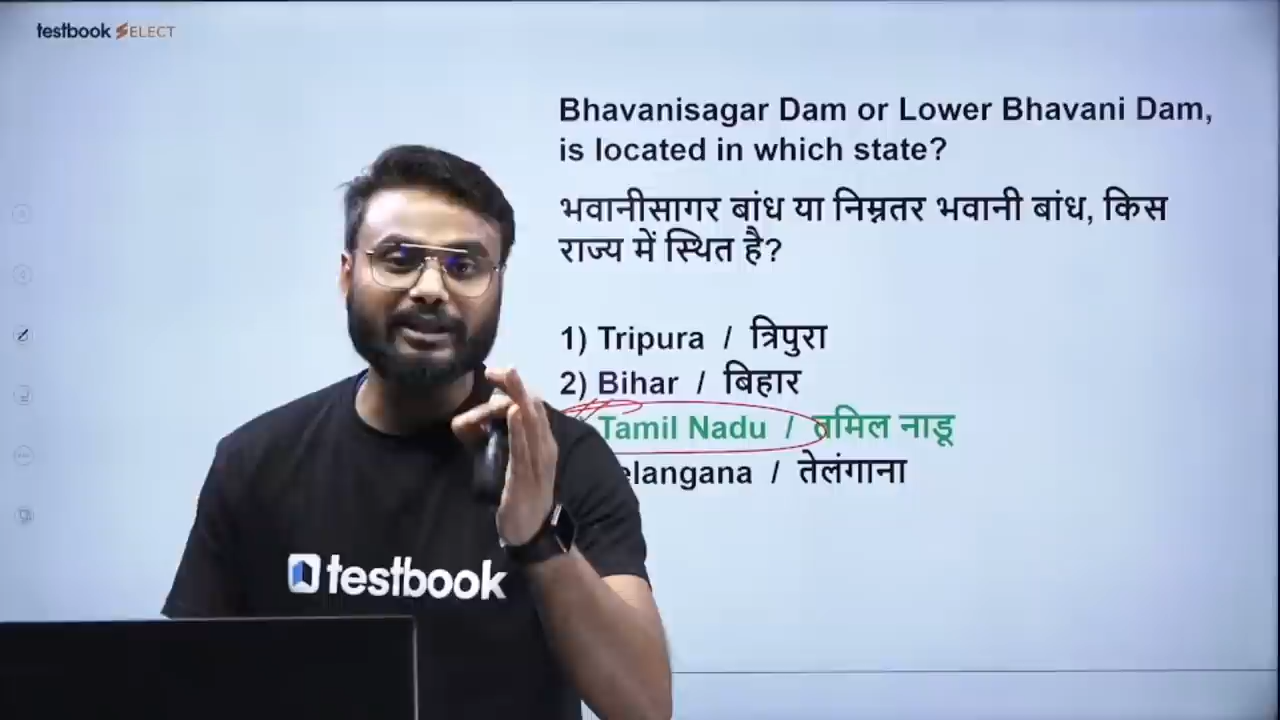 testbook SELECT
Bhavanisagar Dam or Lower Bhavani Dam,
is located in which state?
भवानीसागर बांध या निम्नतर भवानी बांध, किस
राज्य में स्थित है?
1) Tripura / त्रिपुरा
2) Bihar / बिहार
Tamil Nadu / तमिल नाडू
elangana / तेलंगाना
testbook